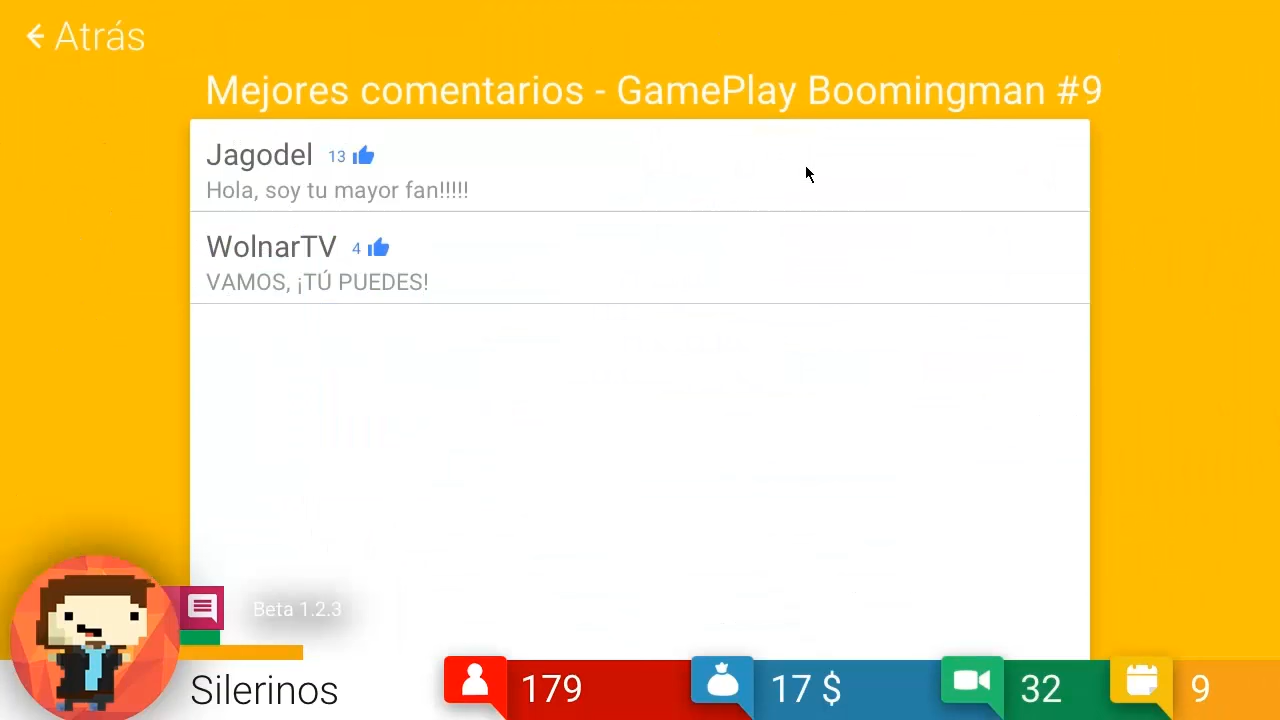 Atrás
Mejores comentarios - GamePlay Boomingman #9
Jagodel 13
Hola, soy tu mayor fan!!!!!
WolnarTV 4
VAMOS, ¡TÚ PUEDES!
Beta 1.2.3
Silerinos 179 17 $ 32 9